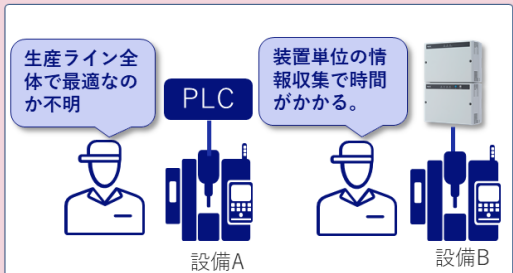 生産ライン全
体で最適なの
か不明
装置単位の情
報収集で時間
がかかる。
PLC
設備A
設備B